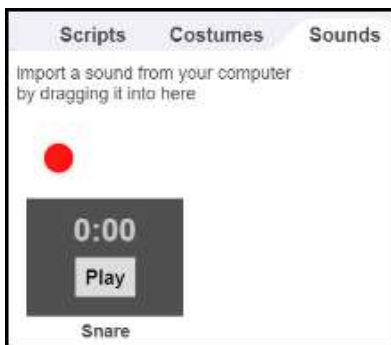 Scripts Costumes Sounds
Import a sound from your computer
by dragging it into here
0:00
Play
Snare